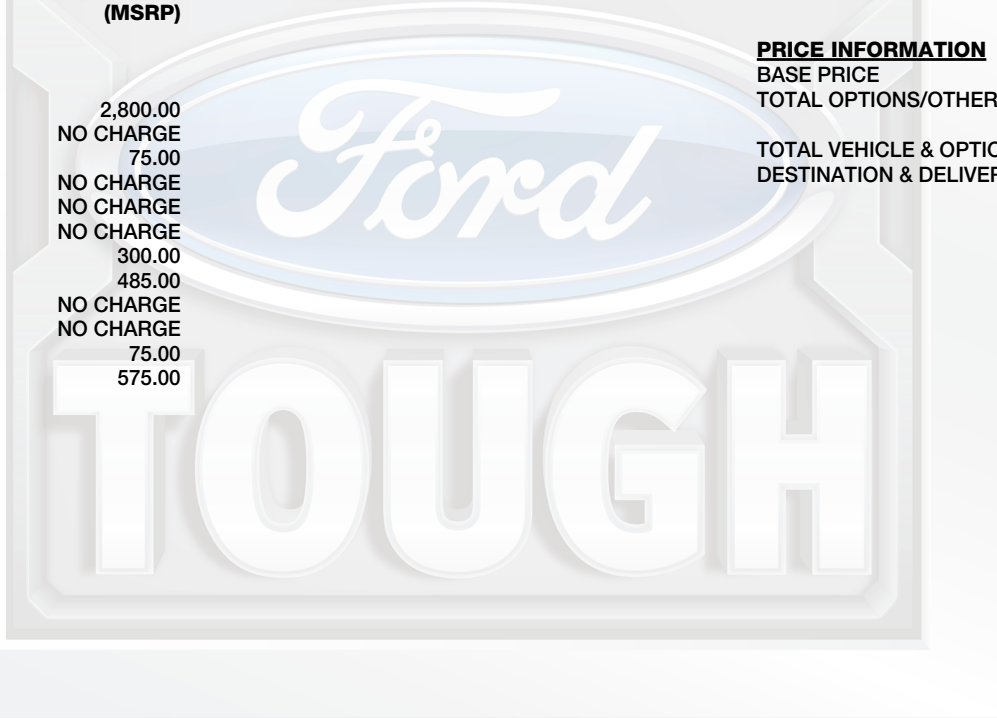 (MSRP)
2,800.00
NO CHARGE
75.00
NO CHARGE
NO CHARGE
NO CHARGE
300.00
485.00
NO CHARGE
NO CHARGE
75.00
575.00
PRICE INFORMATION
BASE PRICE
TOTAL OPTIONS/OTHER
TOTAL VEHICLE & OPTIO
DESTINATION & DELIVER
Ford
TOUGH